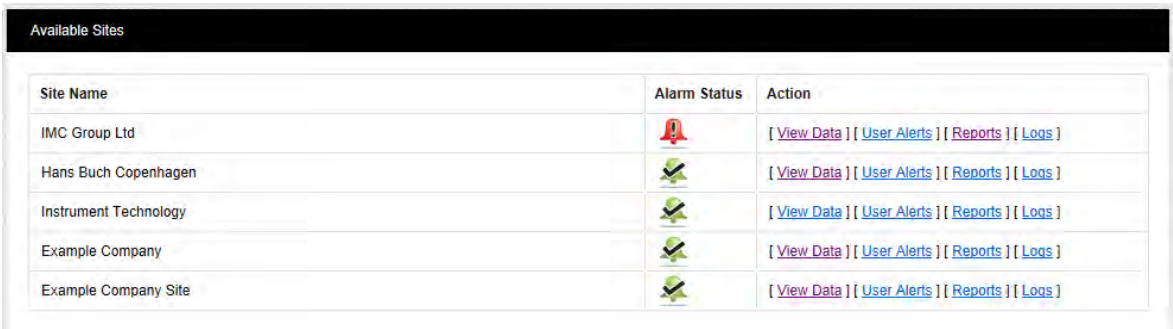 Available Sites
Site Name Alarm Status Action
IMC Group Ltd [ View Data ] [ User Alerts ] [ Reports ] [ Logs ]
Hans Buch Copenhagen [ View Data ] [ User Alerts ] [ Reports ] [ Logs ]
Instrument Technology [ View Data ] [ User Alerts ] [ Reports ] [ Logs ]
Example Company [ View Data ] [ User Alerts ] [ Reports ] [ Logs ]
Example Company Site [ View Data ] [ User Alerts ] [ Reports ] [ Logs ]